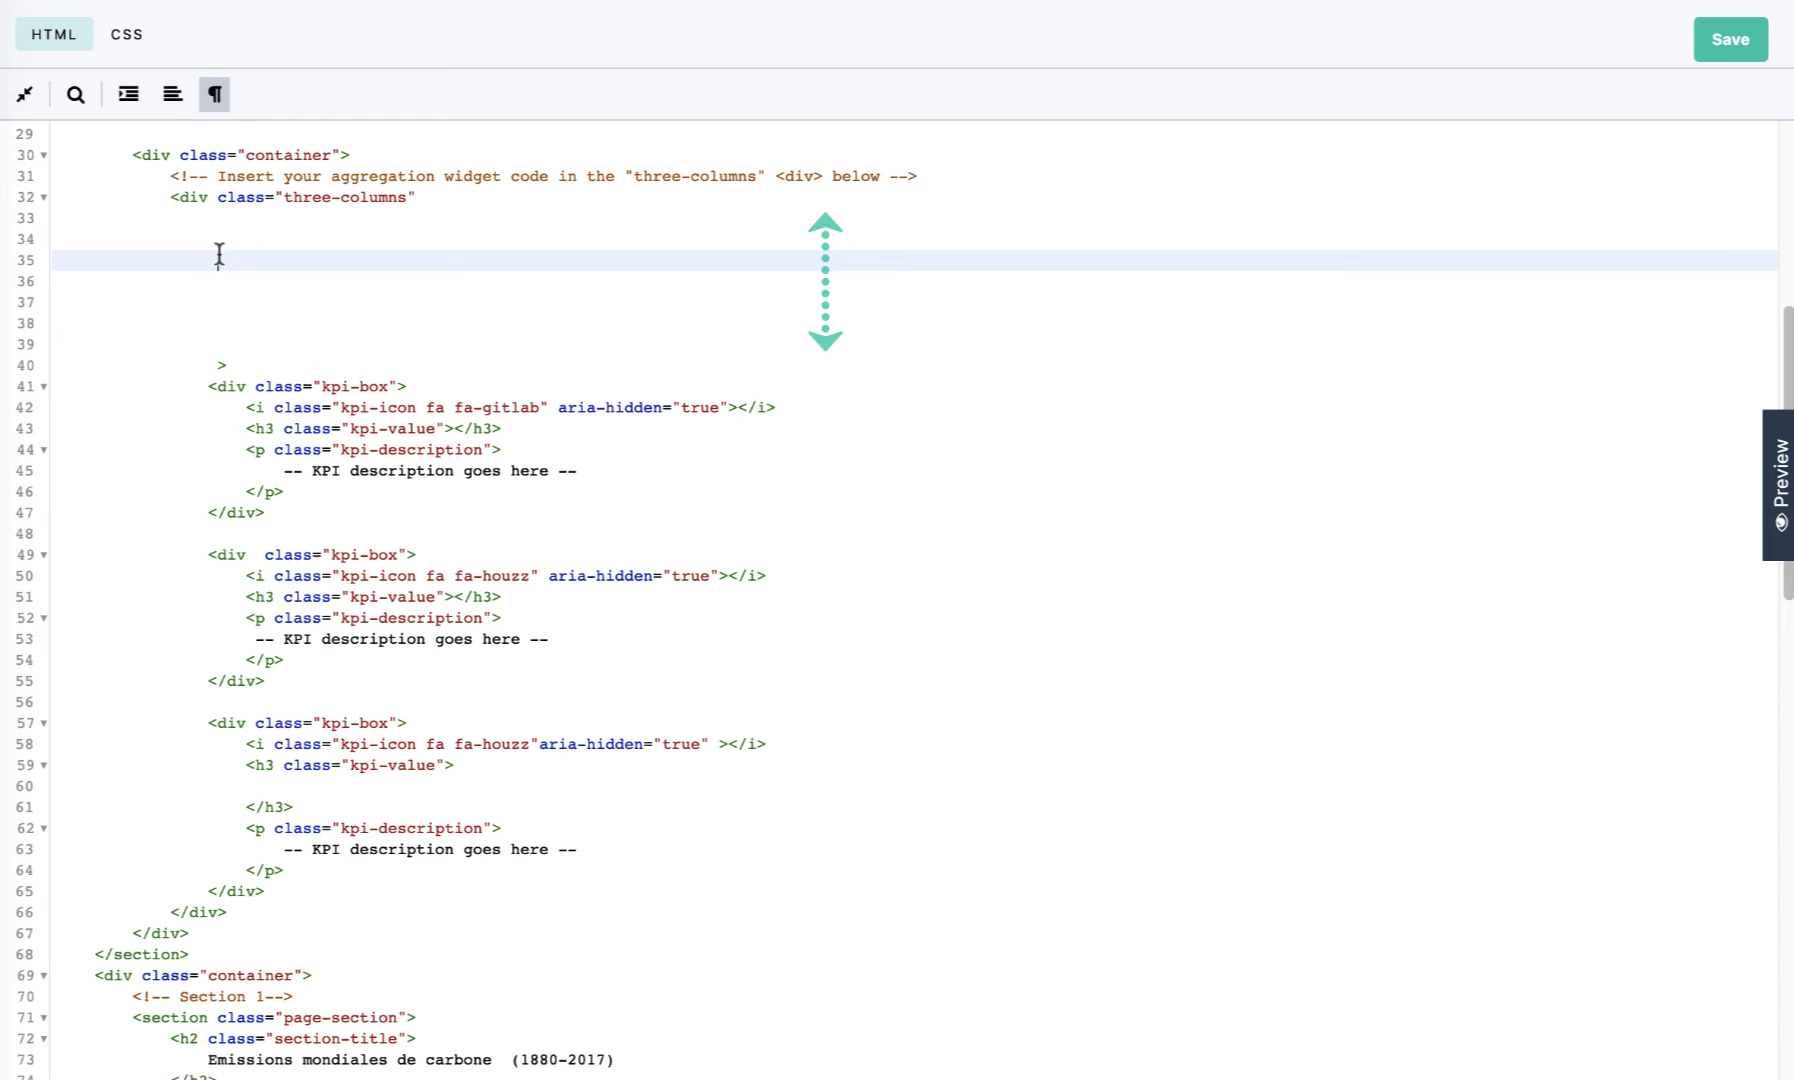 HTML CSS
Save
29
30 <div class="container">
31 <!-- Insert your aggregation widget code in the "three-columns" <div> below -->
32 <div class="three-columns"
33
34
35
36
37
38
39
40 >
41 <div class="kpi-box">
42 <i class="kpi-icon fa fa-gitlab" aria-hidden="true"></i>
43 <h3 class="kpi-value"></h3>
44 <p class="kpi-description">
45 -- KPI description goes here --
46 </p>
47 </div>
48
49 <div  class="kpi-box">
50 <i class="kpi-icon fa fa-houzz" aria-hidden="true"></i>
51 <h3 class="kpi-value"></h3>
52 <p class="kpi-description">
53 -- KPI description goes here --
54 </p>
55 </div>
56
57 <div class="kpi-box">
58 <i class="kpi-icon fa fa-houzz"aria-hidden="true" ></i>
59 <h3 class="kpi-value">
60
61 </h3>
62 <p class="kpi-description">
63 -- KPI description goes here --
64 </p>
65 </div>
66 </div>
67 </div>
68 </section>
69 <div class="container">
70 <!-- Section 1-->
71 <section class="page-section">
72 <h2 class="section-title">
73 Emissions mondiales de carbone  (1880-2017)
74 </h2>
Preview